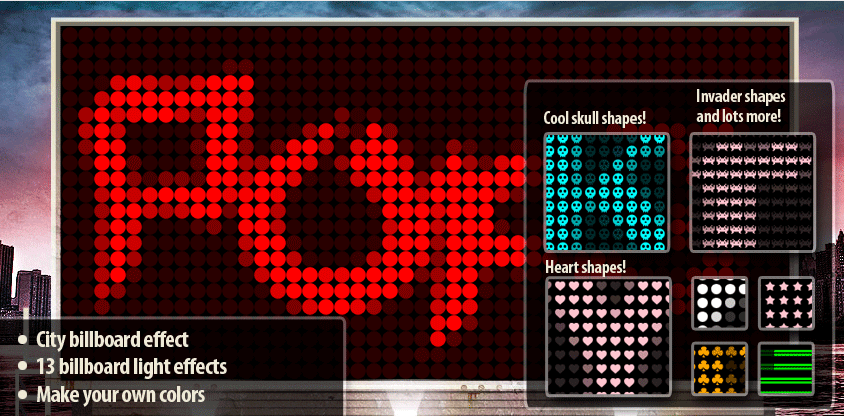 Invader shapes
and lots more!
Cool skull shapes!
Heart shapes!
• City billboard effect
• 13 billboard light effects
• Make your own colors